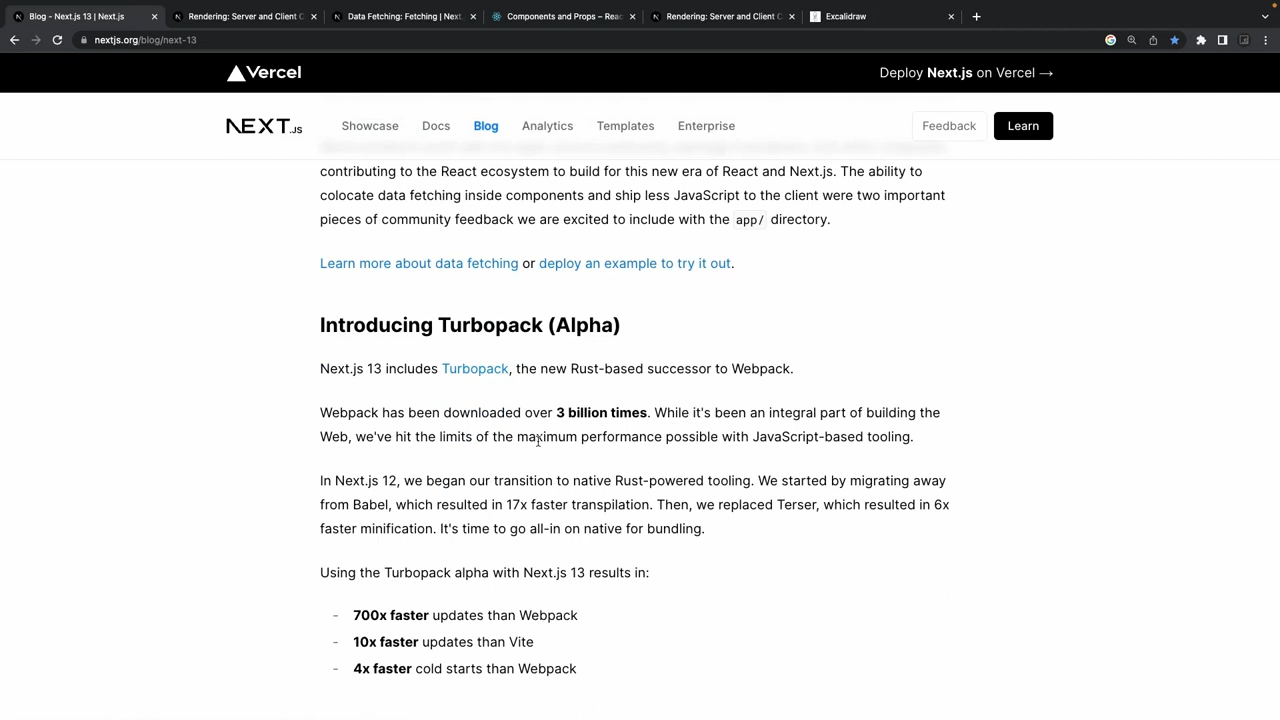 Blog - Next.js 13 | Next.js
Rendering: Server and Client C
Data Fetching: Fetching | Next.
Components and Props – Reac
Rendering: Server and Client C
Excalidraw
nextjs.org/blog/next-13
Vercel
Deploy Next.js on Vercel →
NEXT.JS
Showcase
Docs
Blog
Analytics
Templates
Enterprise
Feedback
Learn
contributing to the React ecosystem to build for this new era of React and Next.js. The ability to
colocate data fetching inside components and ship less JavaScript to the client were two important
pieces of community feedback we are excited to include with the app/ directory.
Learn more about data fetching or deploy an example to try it out.
Introducing Turbopack (Alpha)
Next.js 13 includes Turbopack, the new Rust-based successor to Webpack.
Webpack has been downloaded over 3 billion times. While it's been an integral part of building the
Web, we've hit the limits of the maximum performance possible with JavaScript-based tooling.
In Next.js 12, we began our transition to native Rust-powered tooling. We started by migrating away
from Babel, which resulted in 17x faster transpilation. Then, we replaced Terser, which resulted in 6x
faster minification. It's time to go all-in on native for bundling.
Using the Turbopack alpha with Next.js 13 results in:
- 700x faster updates than Webpack
- 10x faster updates than Vite
- 4x faster cold starts than Webpack